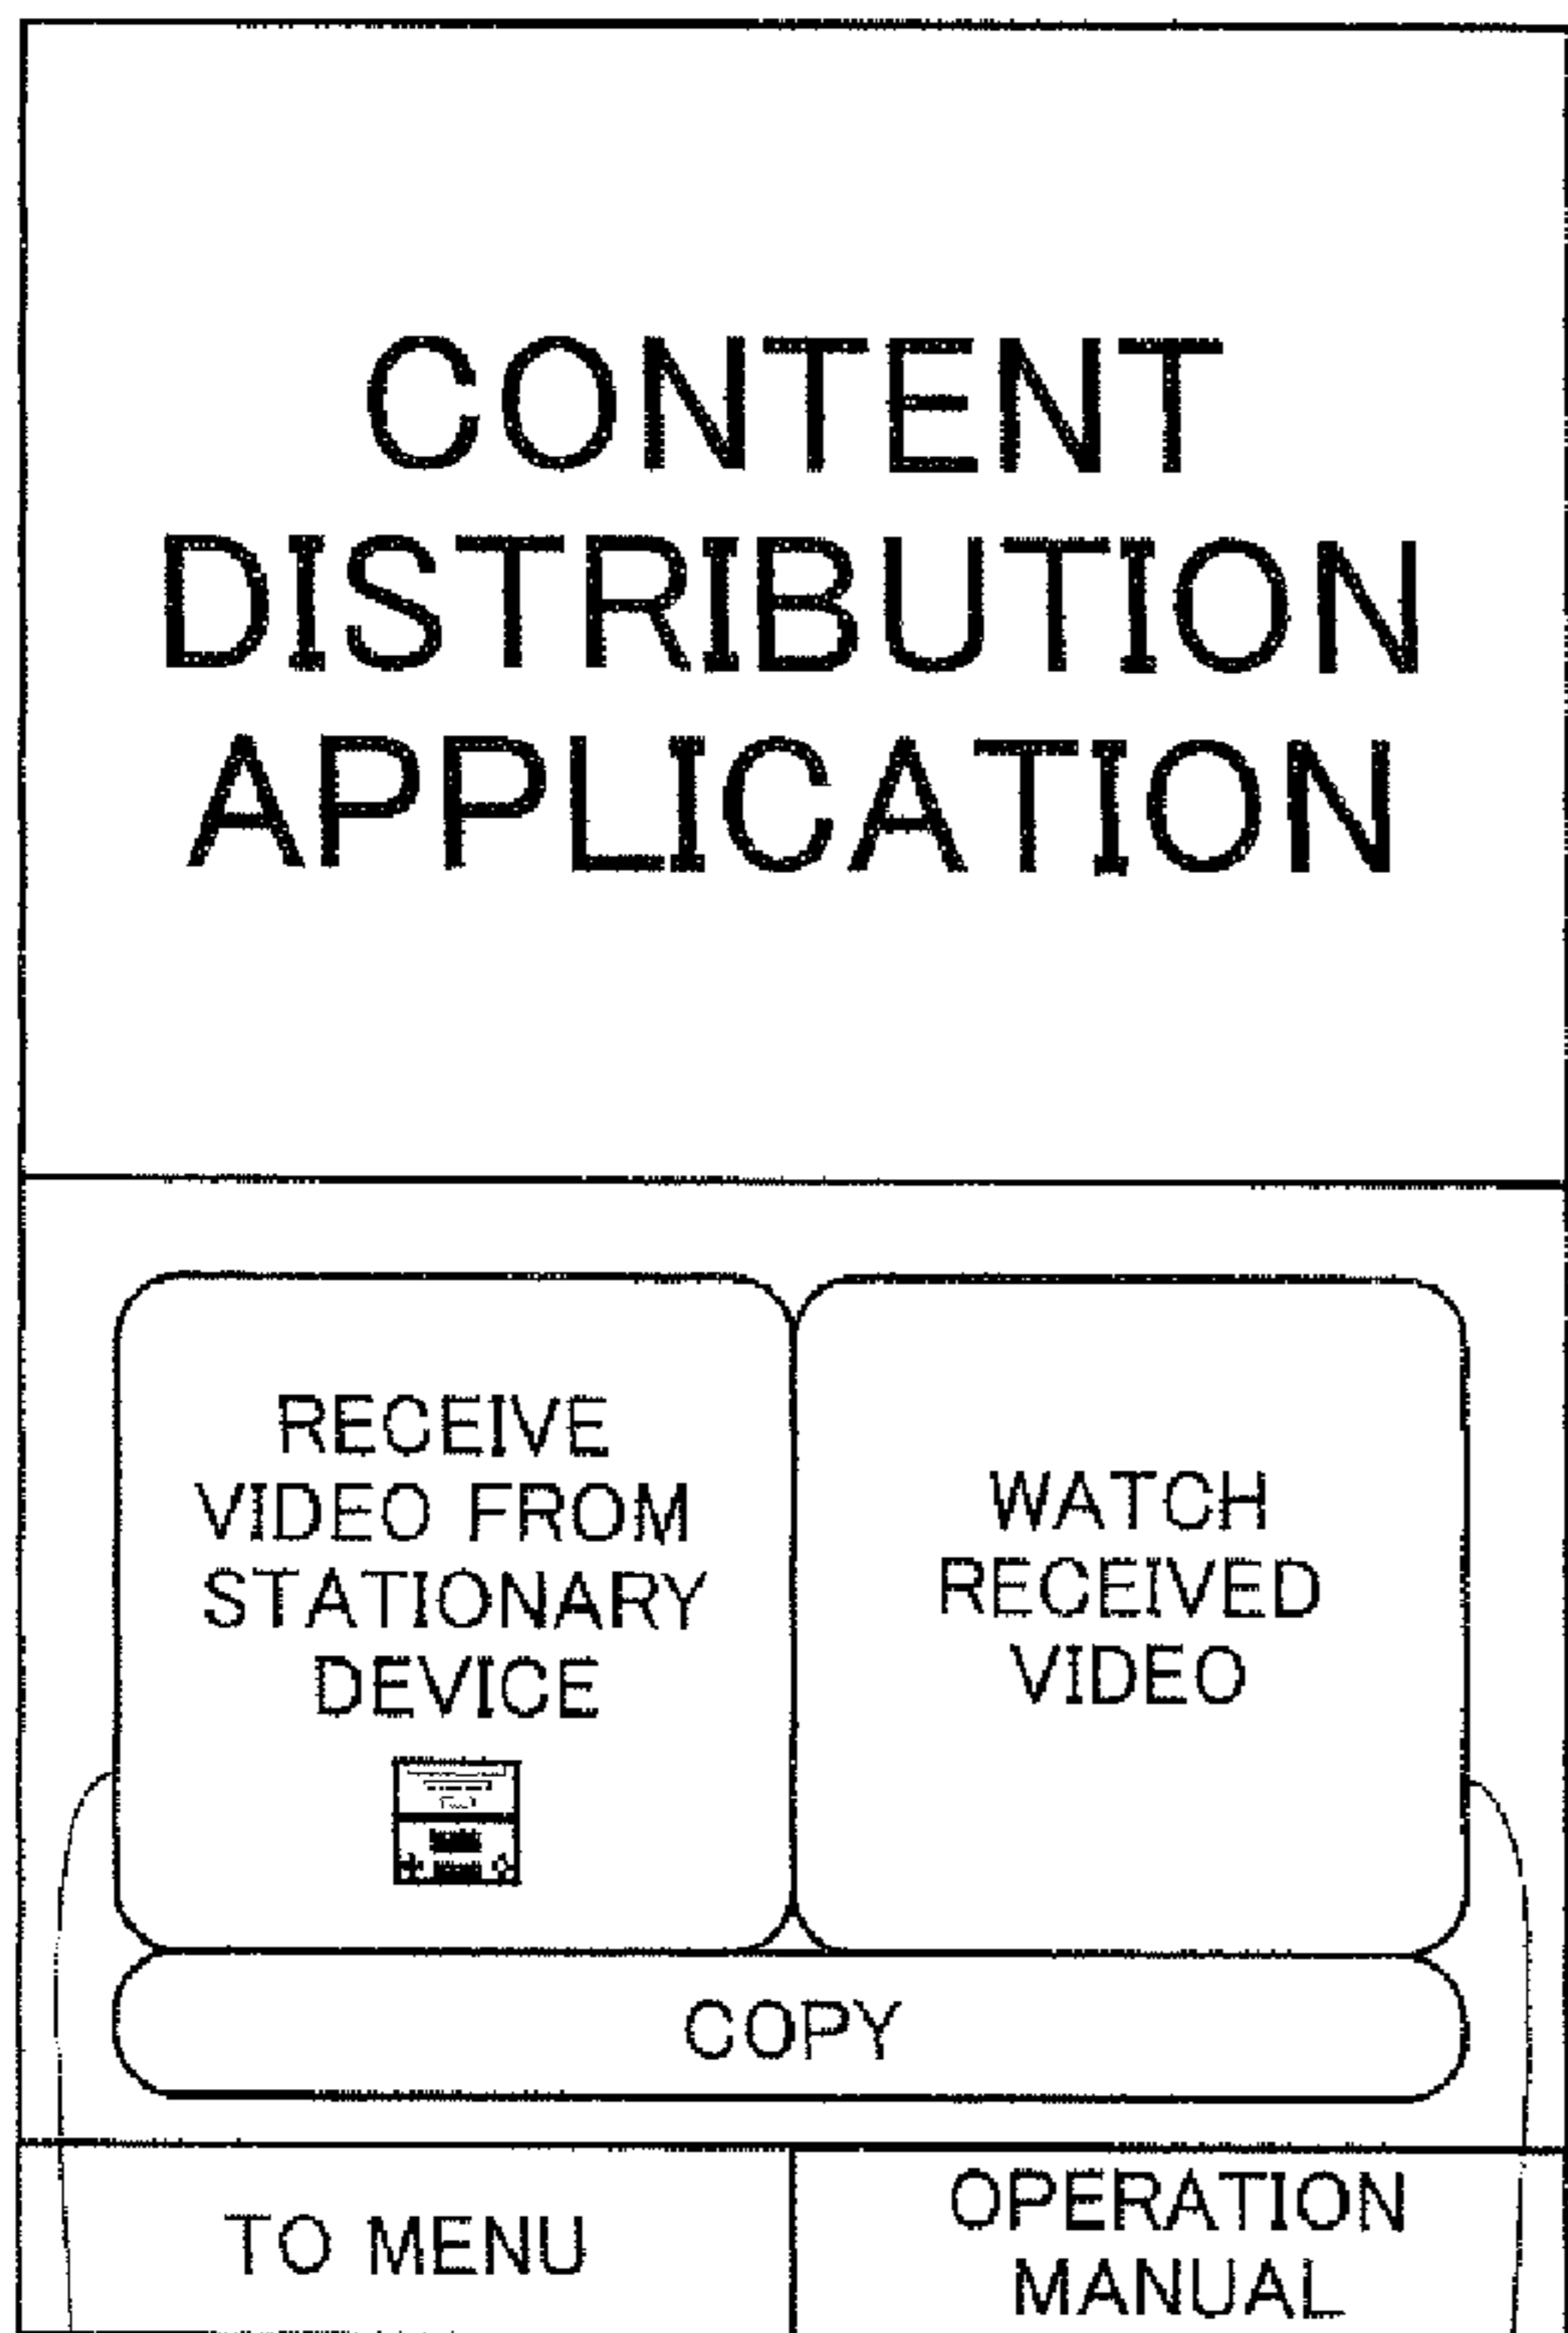 CONTENT
DISTRIBUTION
APPLICATION
RECEIVE
VIDEO FROM
STATIONARY
DEVICE
WATCH
RECEIVED
VIDEO
COPY
TO MENU
OPERATION
MANUAL